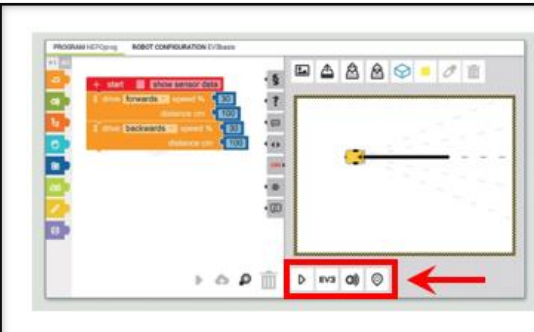 PROGRAM NEPOprog ROBOT CONFIGURATION EV3basis
+ start show sensor data
drive forwards speed % 30
distance cm 100
drive backwards speed % 30
distance cm 100
EV3